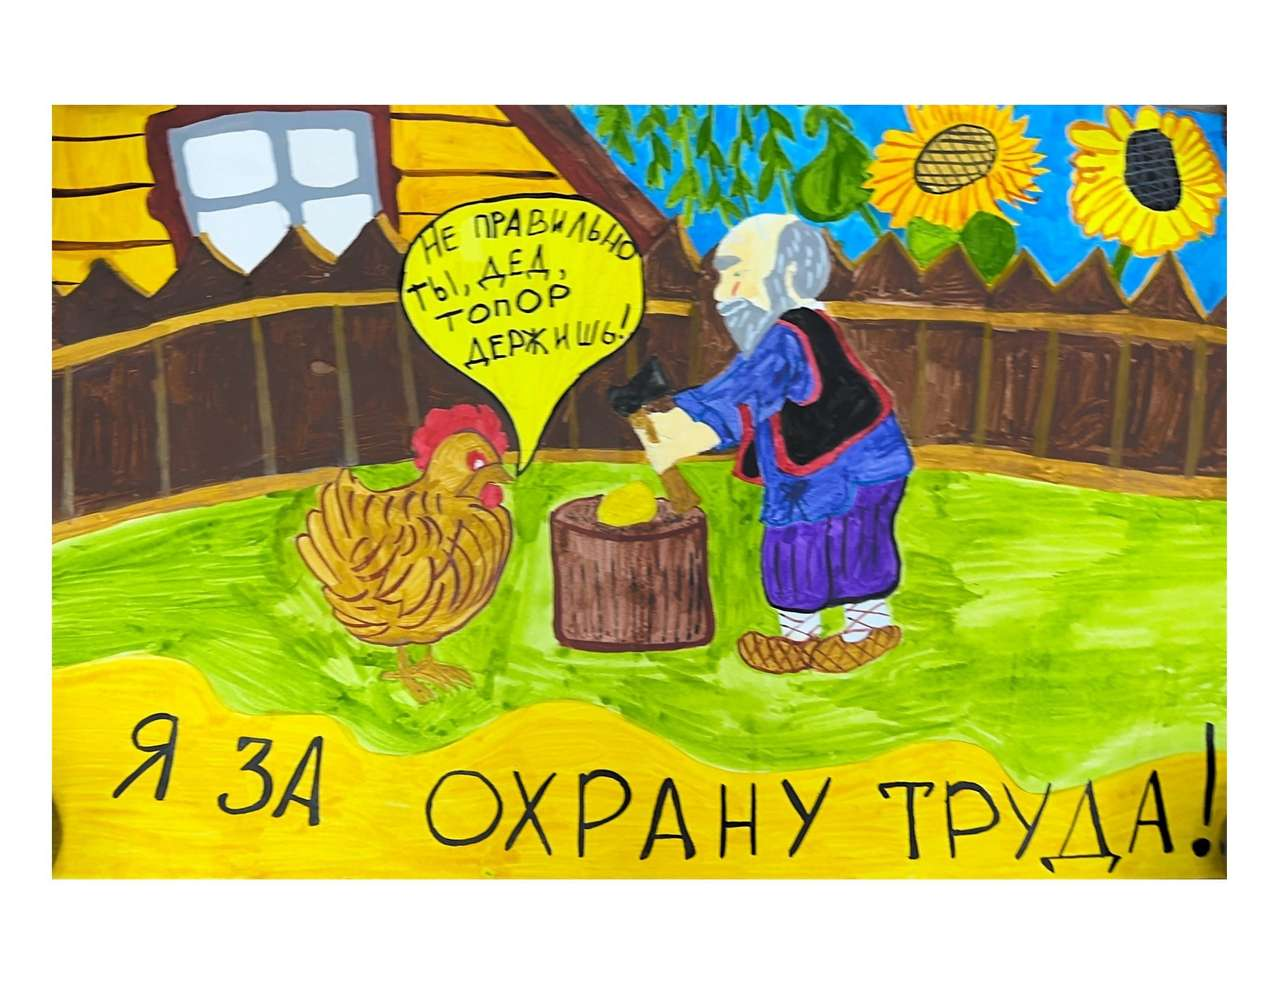 НЕ ПРАВИЛЬНО
ТЫ, ДЕД,
ТОПОР
ДЕРЖИШЬ!
Я ЗА ОХРАНУ ТРУДА!